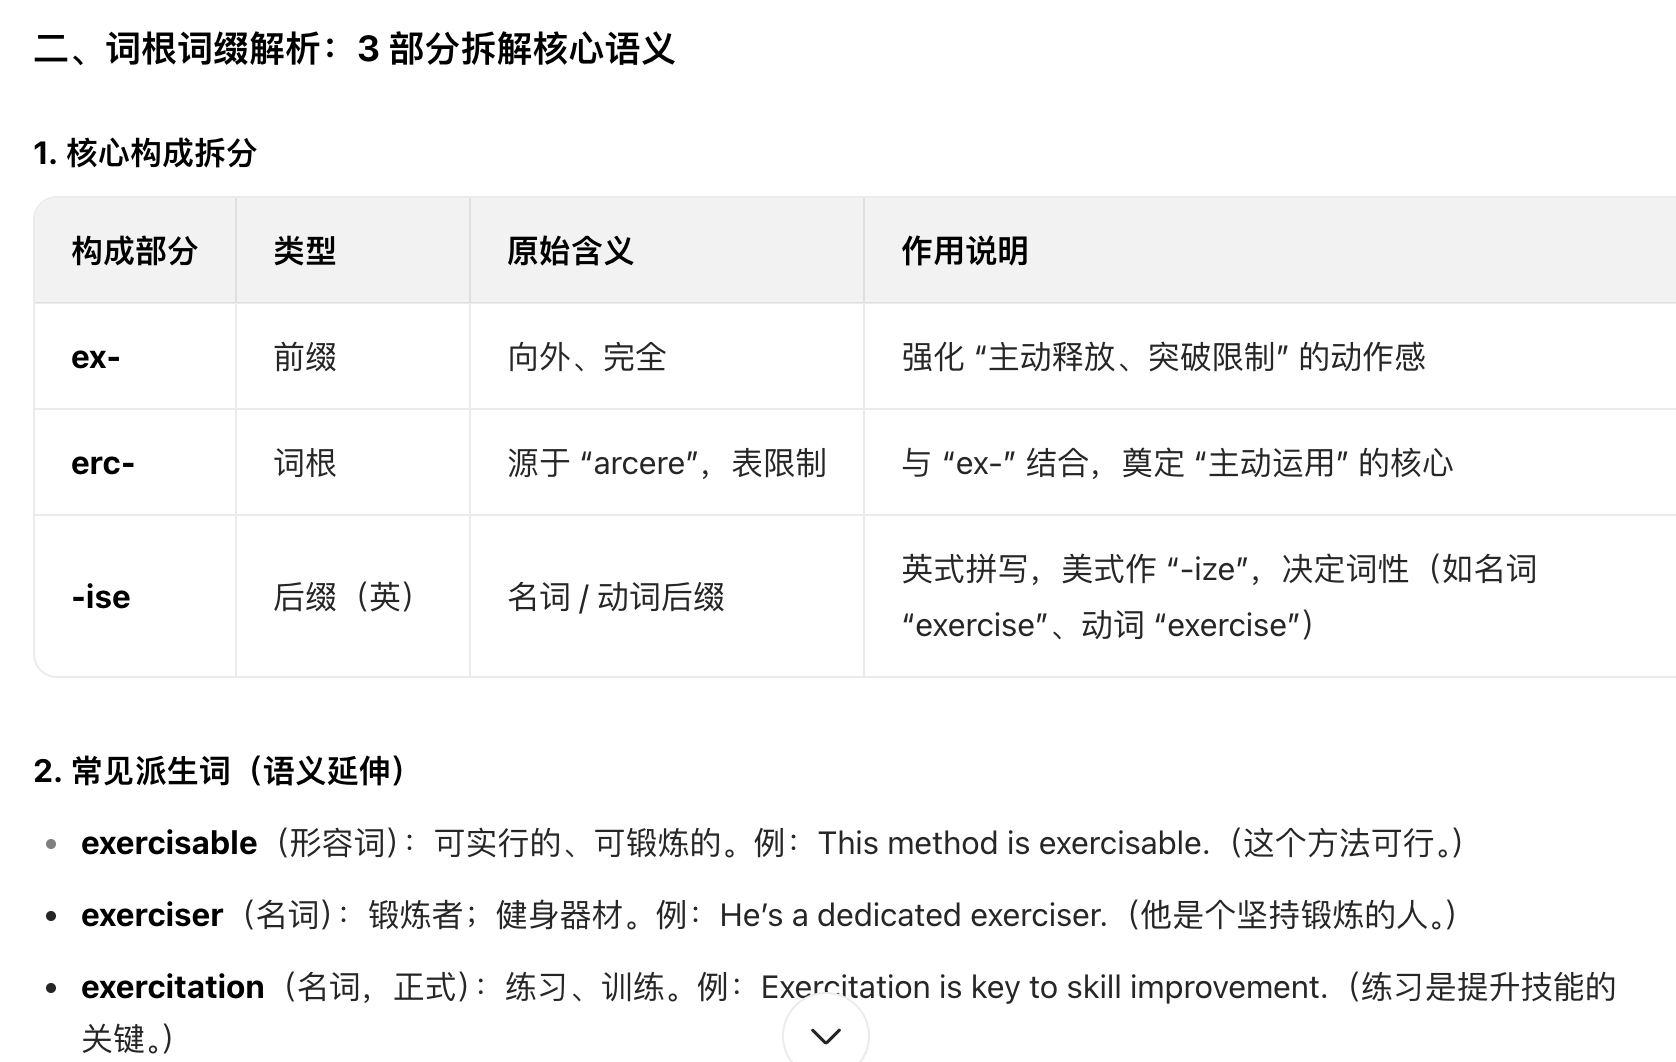 二、词根词缀解析：3 部分拆解核心语义
1. 核心构成拆分
构成部分 类型 原始含义 作用说明
ex- 前缀 向外、完全 强化 “主动释放、突破限制” 的动作感
erc- 词根 源于 “arcere”，表限制 与 “ex-” 结合，奠定 “主动运用” 的核心
-ise 后缀（英） 名词 / 动词后缀 英式拼写，美式作 “-ize”，决定词性（如名词
“exercise”、动词 “exercise”）
2. 常见派生词（语义延伸）
• exercisable（形容词）：可实行的、可锻炼的。例：This method is exercisable.（这个方法可行。）
• exerciser（名词）：锻炼者；健身器材。例：He’s a dedicated exerciser.（他是个坚持锻炼的人。）
• exercitation（名词，正式）：练习、训练。例：Exercitation is key to skill improvement.（练习是提升技能的
关键。）